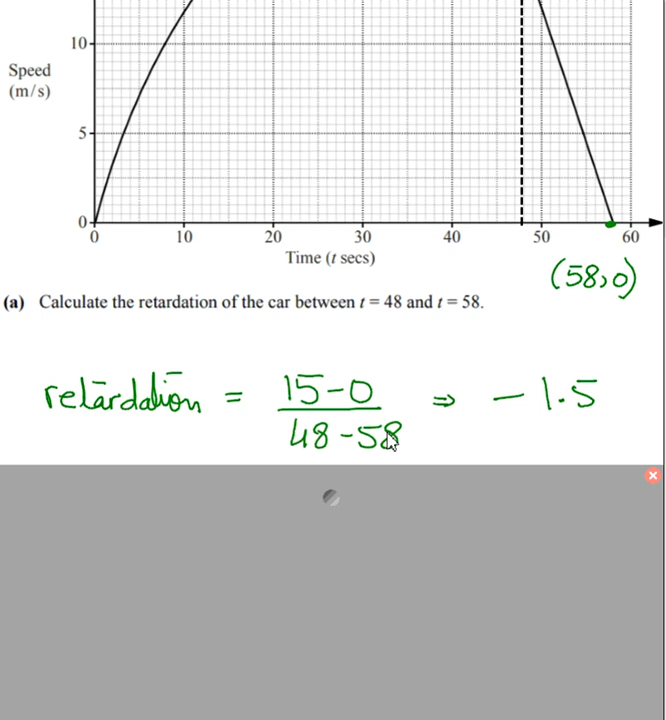 10
Speed
(m/s)
5
0
0 10 20 30 40 50 60
Time (t secs)
(58,0)
(a) Calculate the retardation of the car between t = 48 and t = 58.
retardation = 15-0 ⇒ -1.5
48-58